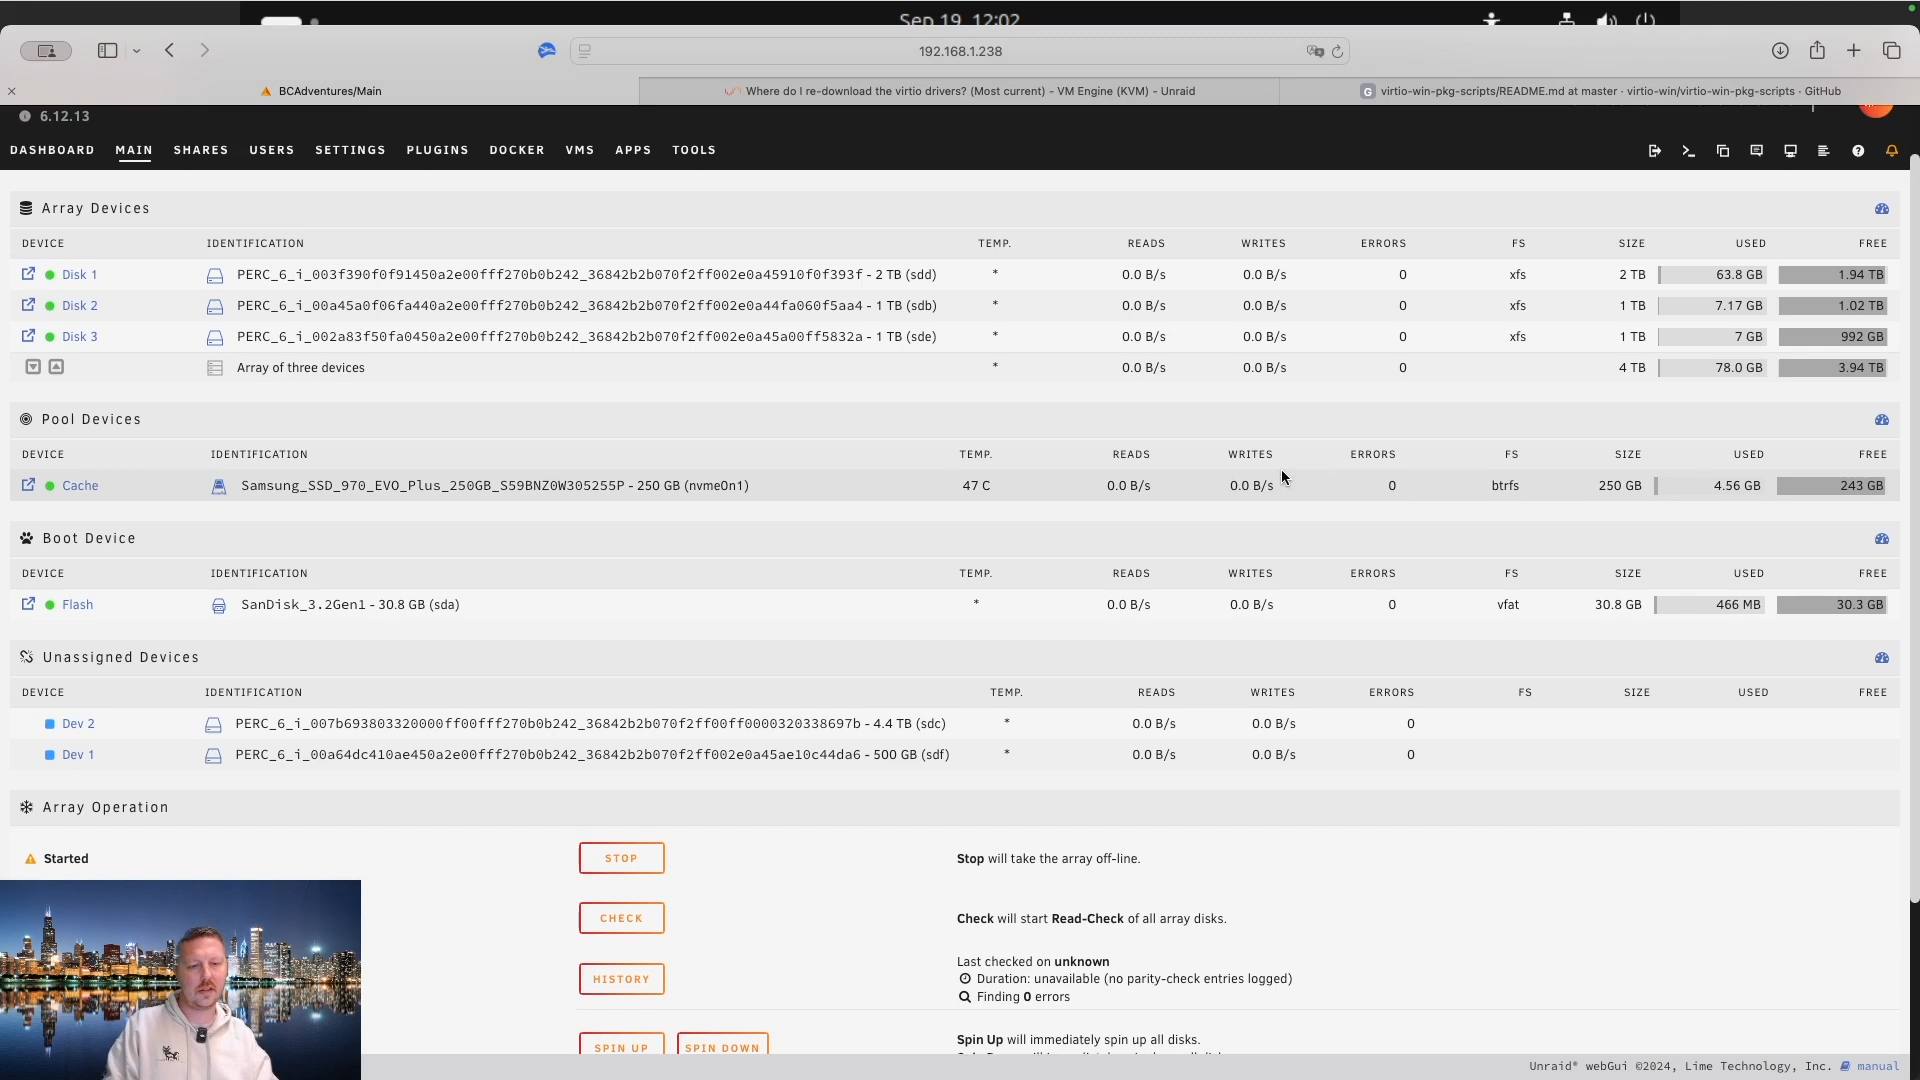 Sep 19 12:02
192.168.1.238
BCAdventures/Main
Where do I re-download the virtio drivers? (Most current) - VM Engine (KVM) - Unraid
virtio-win-pkg-scripts/README.md at master · virtio-win/virtio-win-pkg-scripts · GitHub
6.12.13
DASHBOARD MAIN SHARES USERS SETTINGS PLUGINS DOCKER VMS APPS TOOLS
Array Devices
DEVICE IDENTIFICATION TEMP. READS WRITES ERRORS FS SIZE USED FREE
Disk 1 PERC_6_i_003f390f0f91450a2e00fff270b0b242_36842b2b070f2ff002e0a45910f0f393f - 2 TB (sdd) * 0.0 B/s 0.0 B/s 0 xfs 2 TB 63.8 GB 1.94 TB
Disk 2 PERC_6_i_00a45a0f06fa440a2e00fff270b0b242_36842b2b070f2ff002e0a44fa060f5aa4 - 1 TB (sdb) * 0.0 B/s 0.0 B/s 0 xfs 1 TB 7.17 GB 1.02 TB
Disk 3 PERC_6_i_002a83f50fa0450a2e00fff270b0b242_36842b2b070f2ff002e0a45a00ff5832a - 1 TB (sde) * 0.0 B/s 0.0 B/s 0 xfs 1 TB 7 GB 992 GB
Array of three devices * 0.0 B/s 0.0 B/s 0 4 TB 78.0 GB 3.94 TB
Pool Devices
DEVICE IDENTIFICATION TEMP. READS WRITES ERRORS FS SIZE USED FREE
Cache Samsung_SSD_970_EVO_Plus_250GB_S59BNZ0W305255P - 250 GB (nvme0n1) 47 C 0.0 B/s 0.0 B/s 0 btrfs 250 GB 4.56 GB 243 GB
Boot Device
DEVICE IDENTIFICATION TEMP. READS WRITES ERRORS FS SIZE USED FREE
Flash SanDisk_3.2Gen1 - 30.8 GB (sda) * 0.0 B/s 0.0 B/s 0 vfat 30.8 GB 466 MB 30.3 GB
Unassigned Devices
DEVICE IDENTIFICATION TEMP. READS WRITES ERRORS FS SIZE USED FREE
Dev 2 PERC_6_i_007b693803320000ff00fff270b0b242_36842b2b070f2ff00ff0000320338697b - 4.4 TB (sdc) * 0.0 B/s 0.0 B/s 0
Dev 1 PERC_6_i_00a64dc410ae450a2e00fff270b0b242_36842b2b070f2ff002e0a45ae10c44da6 - 500 GB (sdf) * 0.0 B/s 0.0 B/s 0
Array Operation
Started STOP Stop will take the array off-line.
CHECK Check will start Read-Check of all array disks.
Last checked on unknown
HISTORY Duration: unavailable (no parity-check entries logged)
Finding 0 errors
SPIN UP SPIN DOWN Spin Up will immediately spin up all disks.
Unraid® webGui ©2024, Lime Technology, Inc. manual